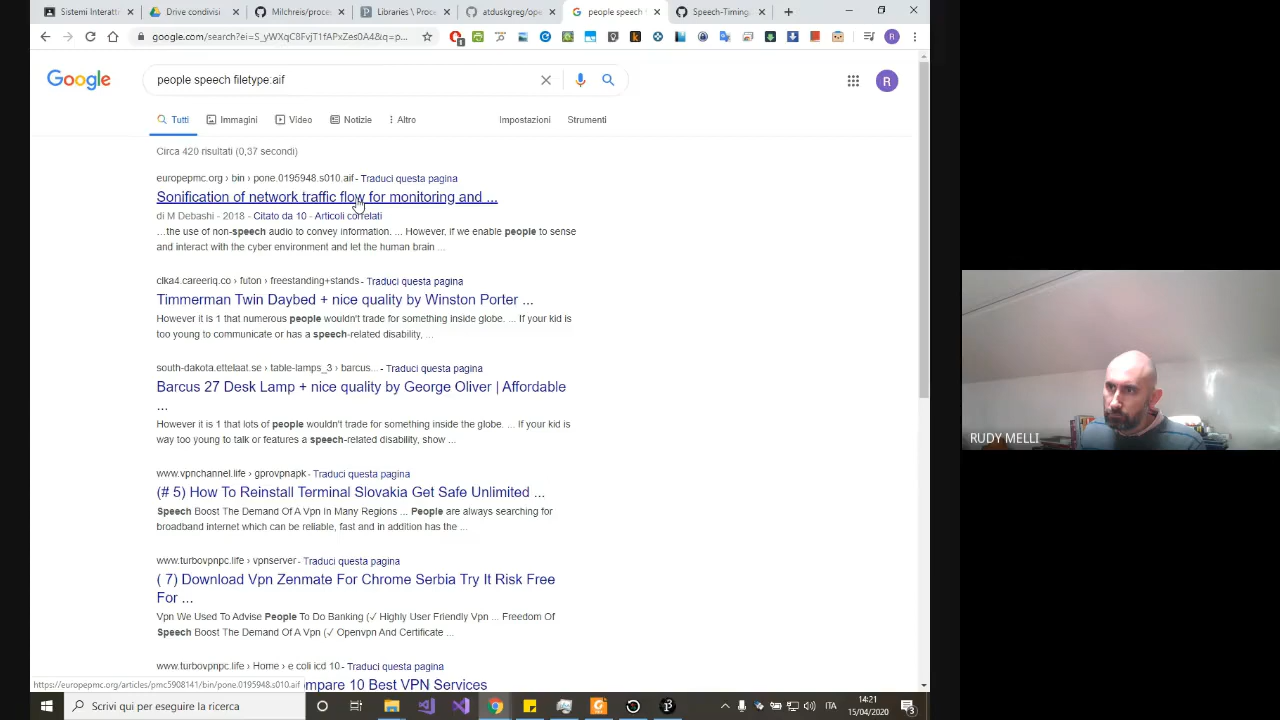 Sistemi Interatt
Drive condivisi
Milchreis/proce
Libraries \ Proce
atduskgreg/ope
people speech
Speech-Timing
google.com/search?ei=S_yWXqC8FvjT1fAPxZes0A4&q=p...
Google
people speech filetype:aif
R
Tutti
Immagini
Video
Notizie
Altro
Impostazioni
Strumenti
Circa 420 risultati (0,37 secondi)
europepmc.org › bin › pone.0195948.s010.aif - Traduci questa pagina
Sonification of network traffic flow for monitoring and ...
di M Debashi - 2018 - Citato da 10 - Articoli correlati
...the use of non-speech audio to convey information. ... However, if we enable people to sense
and interact with the cyber environment and let the human brain ...
clka4.careeriq.co › futon › freestanding+stands - Traduci questa pagina
Timmerman Twin Daybed + nice quality by Winston Porter ...
However it is 1 that numerous people wouldn't trade for something inside globe. ... If your kid is
too young to communicate or has a speech-related disability, ...
south-dakota.ettelaat.se › table-lamps_3 › barcus... - Traduci questa pagina
Barcus 27 Desk Lamp + nice quality by George Oliver | Affordable
...
However it is 1 that lots of people wouldn't trade for something inside the globe. ... If your kid is
way too young to talk or features a speech-related disability, show ...
www.vpnchannel.life › gprovpnapk - Traduci questa pagina
(# 5) How To Reinstall Terminal Slovakia Get Safe Unlimited ...
Speech Boost The Demand Of A Vpn In Many Regions ... People are always searching for
broadband internet which can be reliable, fast and in addition has the ...
www.turbovpnpc.life › vpnserver - Traduci questa pagina
( 7) Download Vpn Zenmate For Chrome Serbia Try It Risk Free
For ...
Vpn We Used To Advise People To Do Banking (✓ Highly User Friendly Vpn ... Freedom Of
Speech Boost The Demand Of A Vpn (✓ Openvpn And Certificate ...
www.turbovpnpc.life › Home › e coli icd 10 - Traduci questa pagina
mpare 10 Best VPN Services
https://europepmc.org/articles/pmc5908141/bin/pone.0195948.s010.aif
RUDY MELLI
Scrivi qui per eseguire la ricerca
ITA
14:21
15/04/2020
3